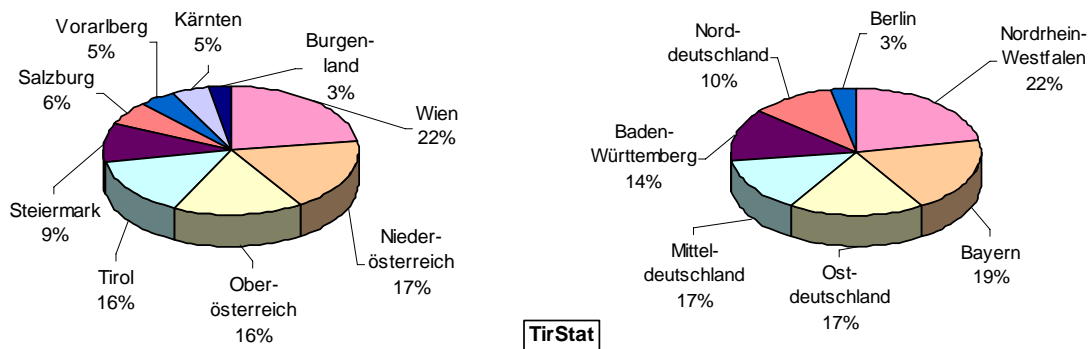 Kärnten
5%
Vorarlberg
5%
Burgen-
land
3%
Salzburg
6%
Wien
22%
Steiermark
9%
Nieder-
österreich
17%
Tirol
16%
Ober-
österreich
16%
TirStat
Berlin
3%
Nord-
deutschland
10%
Nordrhein-
Westfalen
22%
Baden-
Württemberg
14%
Mittel-
deutschland
17%
Ost-
deutschland
17%
Bayern
19%